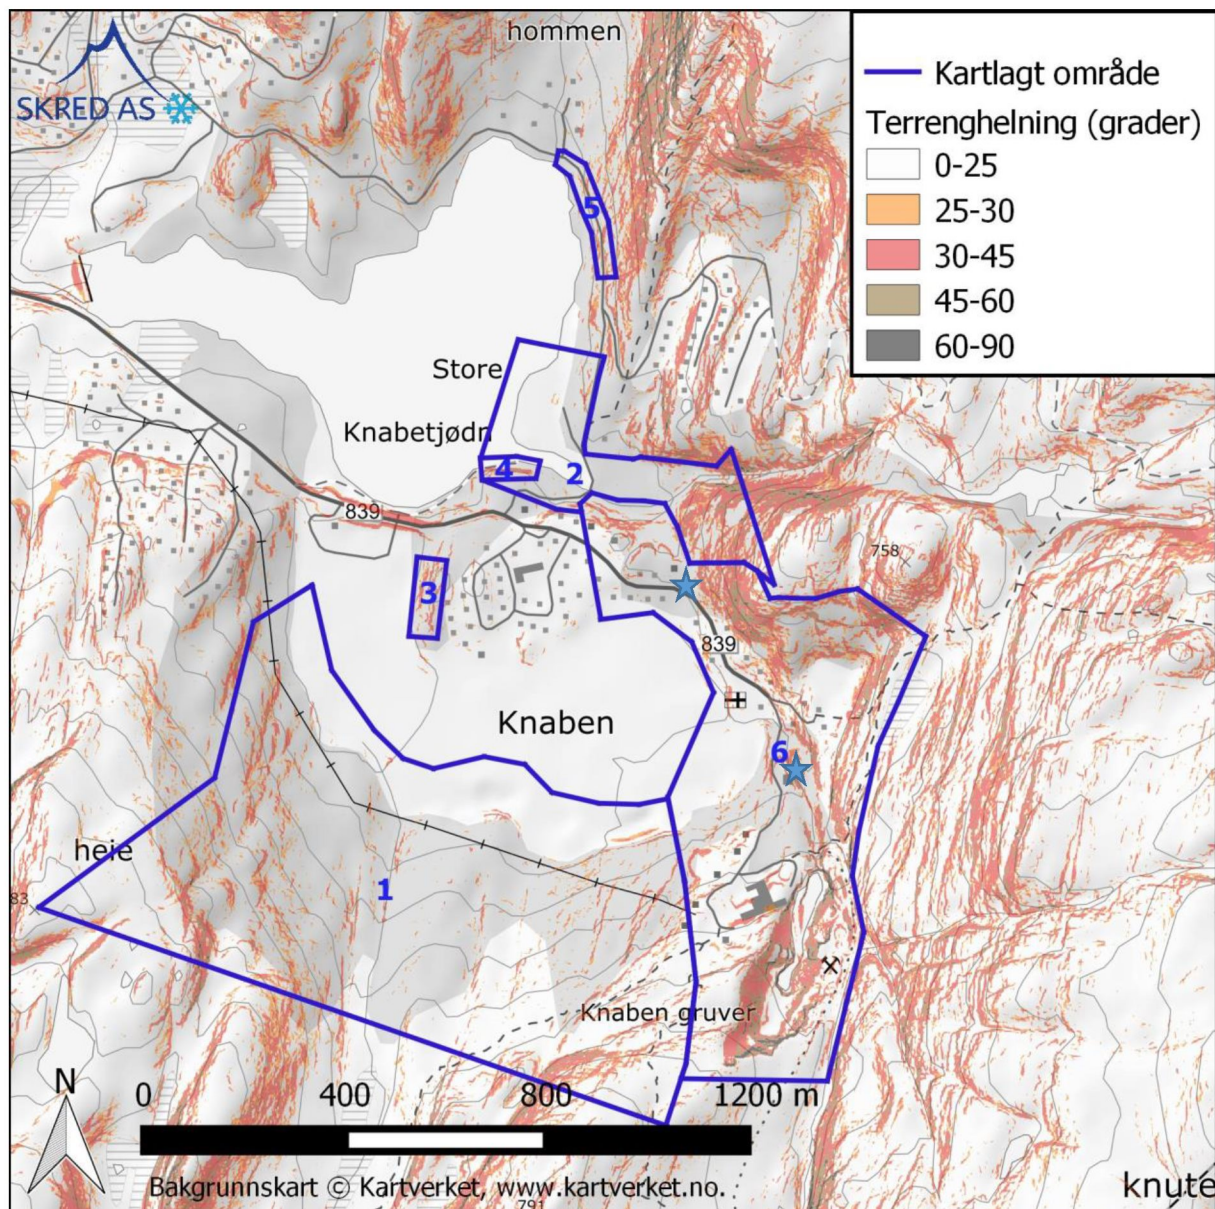 hommen
SKRED AS
Kartlagt område
Terrenghelning (grader)
0-25
25-30
30-45
45-60
60-90
5
Store
Knabetjødn
4
2
839
758
3
839
Knaben
6
heie
83
1
Knaben gruver
N
0 400 800 1200 m
Bakgrunnskart © Kartverket, www.kartverket.no.
knute
791